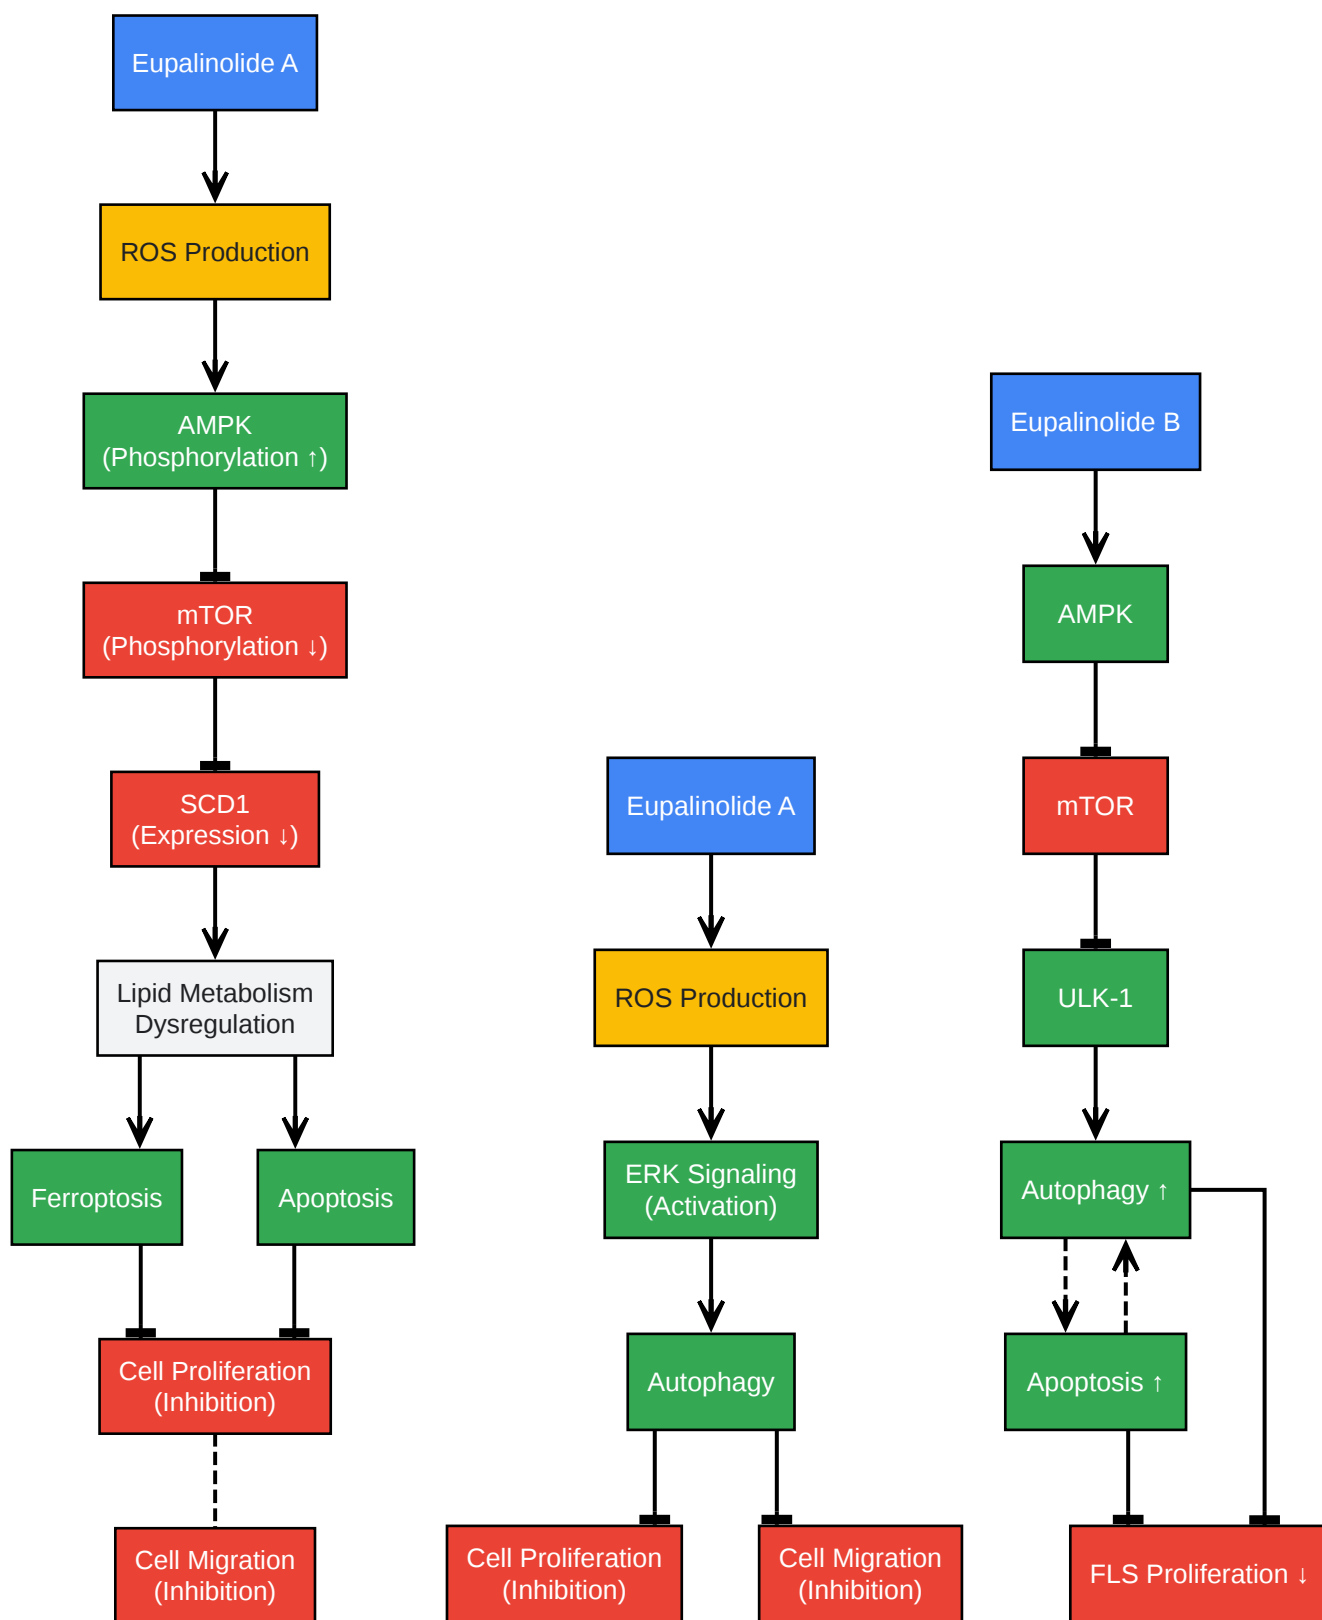 Eupalinolide A
ROS Production
AMPK
(Phosphorylation ↑)
mTOR
(Phosphorylation ↓)
SCD1
(Expression ↓)
Lipid Metabolism
Dysregulation
Ferroptosis
Apoptosis
Cell Proliferation
(Inhibition)
Cell Migration
(Inhibition)
Eupalinolide A
ROS Production
ERK Signaling
(Activation)
Autophagy
Cell Proliferation
(Inhibition)
Cell Migration
(Inhibition)
Eupalinolide B
AMPK
mTOR
ULK-1
Autophagy ↑
Apoptosis ↑
FLS Proliferation ↓